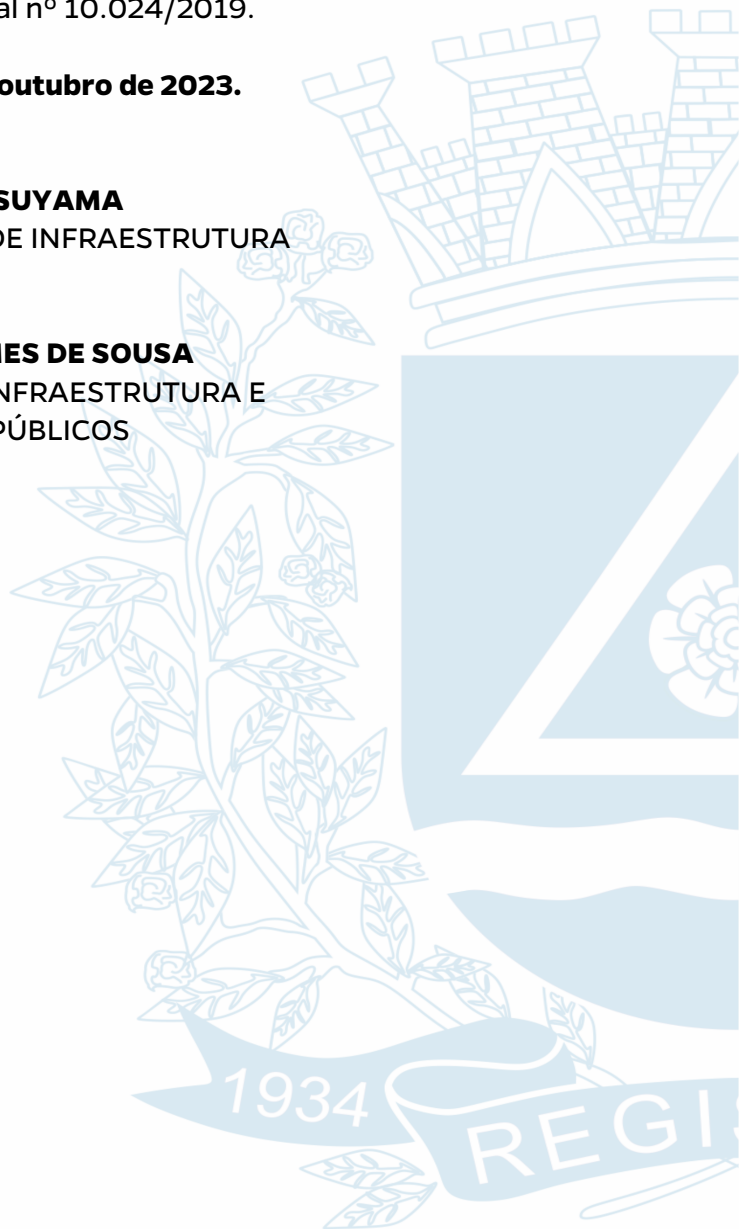 al nº 10.024/2019.
outubro de 2023.
SUYAMA
DE INFRAESTRUTURA
MES DE SOUSA
NFRAESTRUTURA E
PÚBLICOS
1934
REGIS